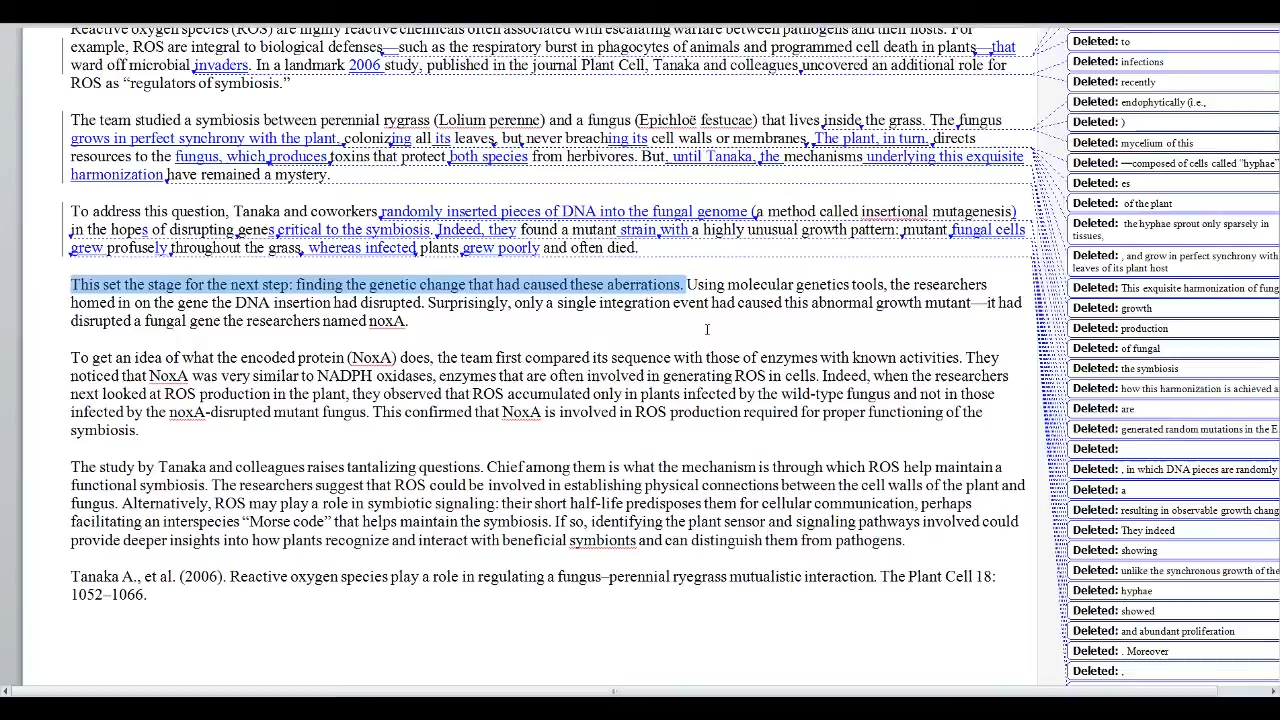 Reactive oxygen species (ROS) are highly reactive chemicals often associated with escalating warfare between pathogens and their hosts. For
example, ROS are integral to biological defenses—such as the respiratory burst in phagocytes of animals and programmed cell death in plants—that
ward off microbial invaders. In a landmark 2006 study, published in the journal Plant Cell, Tanaka and colleagues uncovered an additional role for
ROS as “regulators of symbiosis.”
The team studied a symbiosis between perennial rygrass (Lolium perenne) and a fungus (Epichloë festucae) that lives inside the grass. The fungus
grows in perfect synchrony with the plant, colonizing all its leaves, but never breaching its cell walls or membranes. The plant, in turn, directs
resources to the fungus, which produces toxins that protect both species from herbivores. But, until Tanaka, the mechanisms underlying this exquisite
harmonization have remained a mystery.
To address this question, Tanaka and coworkers randomly inserted pieces of DNA into the fungal genome (a method called insertional mutagenesis)
in the hopes of disrupting genes critical to the symbiosis. Indeed, they found a mutant strain with a highly unusual growth pattern: mutant fungal cells
grew profusely throughout the grass, whereas infected plants grew poorly and often died.
This set the stage for the next step: finding the genetic change that had caused these aberrations. Using molecular genetics tools, the researchers
homed in on the gene the DNA insertion had disrupted. Surprisingly, only a single integration event had caused this abnormal growth mutant—it had
disrupted a fungal gene the researchers named noxA.
To get an idea of what the encoded protein (NoxA) does, the team first compared its sequence with those of enzymes with known activities. They
noticed that NoxA was very similar to NADPH oxidases, enzymes that are often involved in generating ROS in cells. Indeed, when the researchers
next looked at ROS production in the plant, they observed that ROS accumulated only in plants infected by the wild-type fungus and not in those
infected by the noxA-disrupted mutant fungus. This confirmed that NoxA is involved in ROS production required for proper functioning of the
symbiosis.
The study by Tanaka and colleagues raises tantalizing questions. Chief among them is what the mechanism is through which ROS help maintain a
functional symbiosis. The researchers suggest that ROS could be involved in establishing physical connections between the cell walls of the plant and
fungus. Alternatively, ROS may play a role in symbiotic signaling: their short half-life predisposes them for cellular communication, perhaps
facilitating an interspecies “Morse code” that helps maintain the symbiosis. If so, identifying the plant sensor and signaling pathways involved could
provide deeper insights into how plants recognize and interact with beneficial symbionts and can distinguish them from pathogens.
Tanaka A., et al. (2006). Reactive oxygen species play a role in regulating a fungus–perennial ryegrass mutualistic interaction. The Plant Cell 18:
1052–1066.
Deleted: to
Deleted: infections
Deleted: recently
Deleted: endophytically (i.e.,
Deleted: )
Deleted: mycelium of this
Deleted: —composed of cells called “hyphae”
Deleted: es
Deleted: of the plant
Deleted: the hyphae sprout only sparsely in
tissues,
Deleted: , and grow in perfect synchrony with
leaves of its plant host
Deleted: This exquisite harmonization of fung
Deleted: growth
Deleted: production
Deleted: of fungal
Deleted: the symbiosis
Deleted: how this harmonization is achieved a
Deleted: are
Deleted: generated random mutations in the E
Deleted:
Deleted: , in which DNA pieces are randomly
Deleted: a
Deleted: resulting in observable growth chang
Deleted: They indeed
Deleted: showing
Deleted: unlike the synchronous growth of the
Deleted: hyphae
Deleted: showed
Deleted: and abundant proliferation
Deleted: . Moreover
Deleted: ,